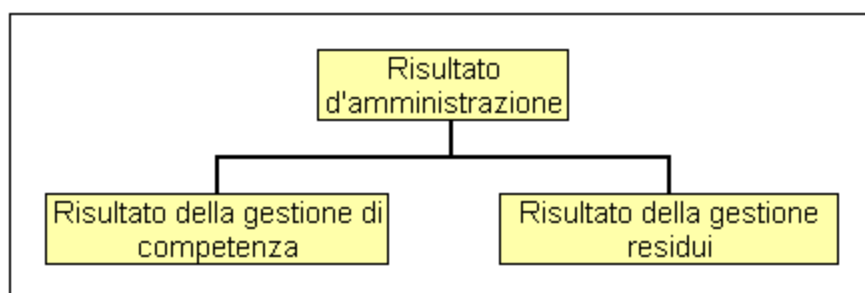 Risultato
d'amministrazione
Risultato della gestione di
competenza
Risultato della gestione
residui